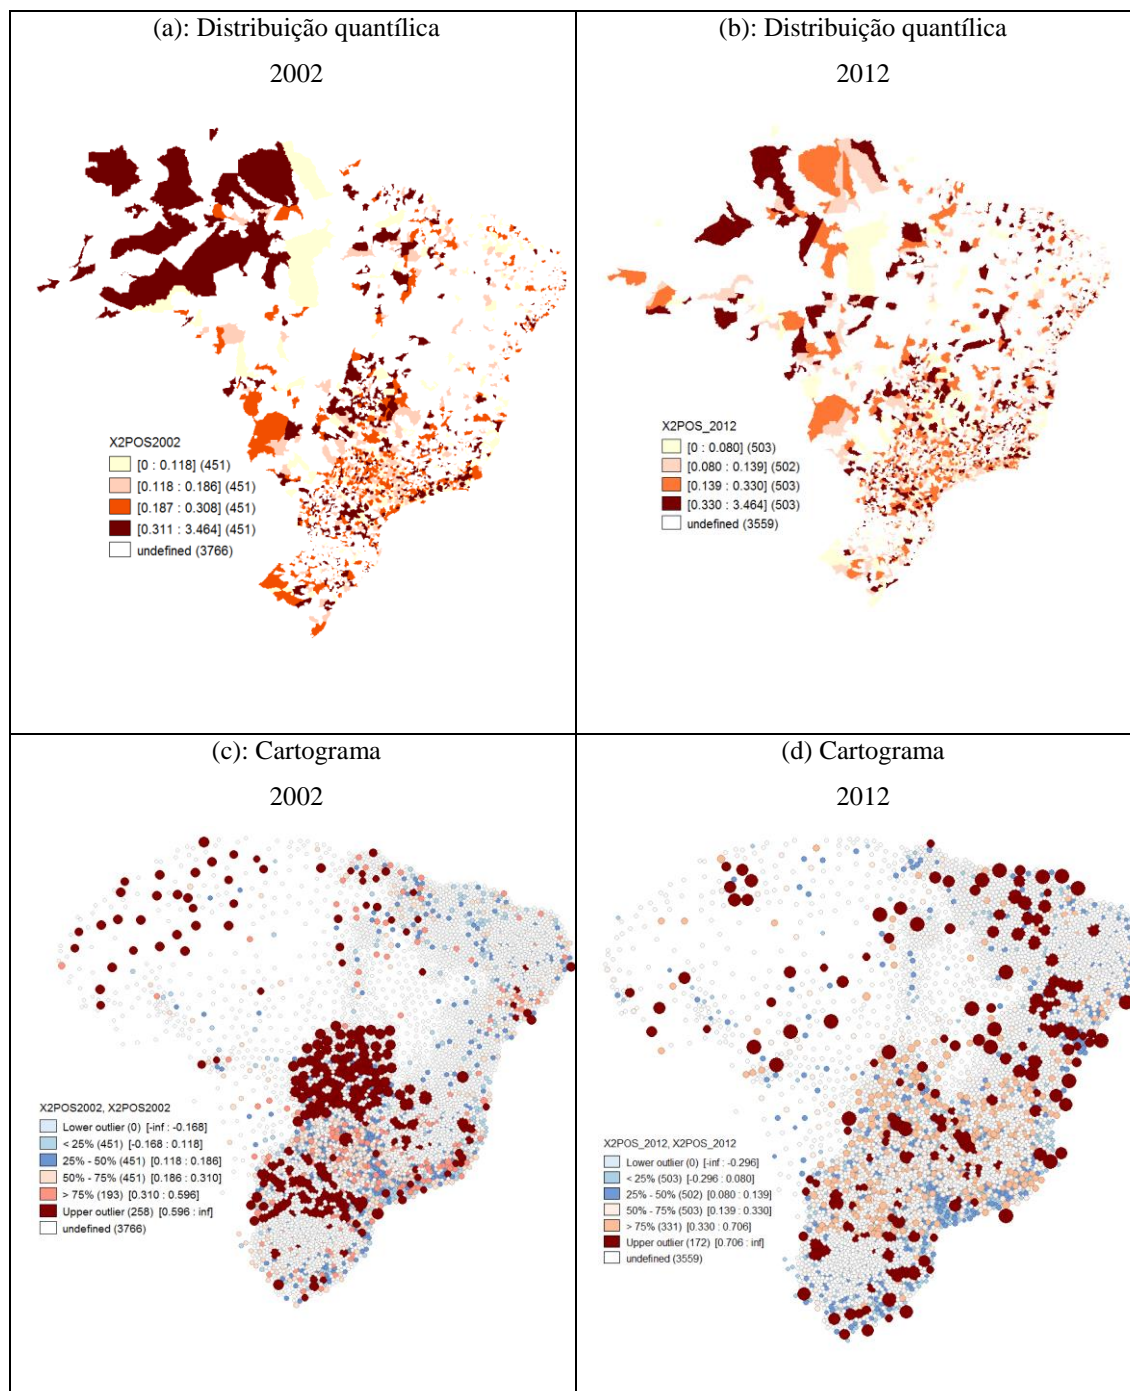 (a): Distribuição quantílica
2002
X2POS2002
[0 : 0.118] (451)
[0.118 : 0.186] (451)
[0.187 : 0.308] (451)
[0.311 : 3.464] (451)
undefined (3766)
(b): Distribuição quantílica
2012
X2POS_2012
[0 : 0.080] (503)
[0.080 : 0.139] (502)
[0.139 : 0.330] (503)
[0.330 : 3.464] (503)
undefined (3559)
(c): Cartograma
2002
X2POS2002, X2POS2002
Lower outlier (0) [-inf : -0.168]
< 25% (451) [-0.168 : 0.118]
25% - 50% (451) [0.118 : 0.186]
50% - 75% (451) [0.186 : 0.310]
> 75% (193) [0.310 : 0.596]
Upper outlier (258) [0.596 : inf]
undefined (3766)
(d) Cartograma
2012
X2POS_2012, X2POS_2012
Lower outlier (0) [-inf : -0.296]
< 25% (503) [-0.296 : 0.080]
25% - 50% (502) [0.080 : 0.139]
50% - 75% (503) [0.139 : 0.330]
> 75% (331) [0.330 : 0.706]
Upper outlier (172) [0.706 : inf]
undefined (3559)